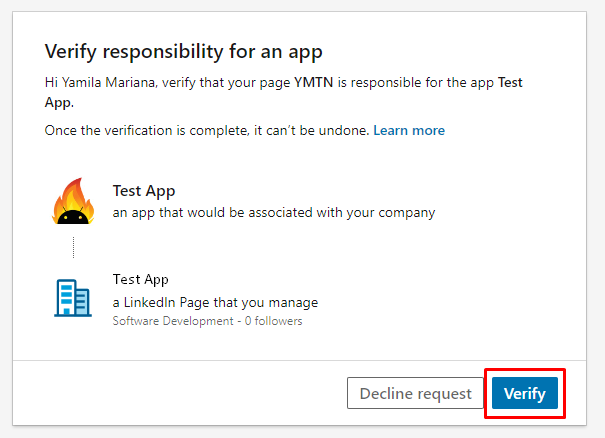 Verify responsibility for an app
Hi Yamila Mariana, verify that your page YMTN is responsible for the app Test
App.
Once the verification is complete, it can't be undone. Learn more
Test App
an app that would be associated with your company
Test App
a LinkedIn Page that you manage
Software Development - 0 followers
Decline request
Verify